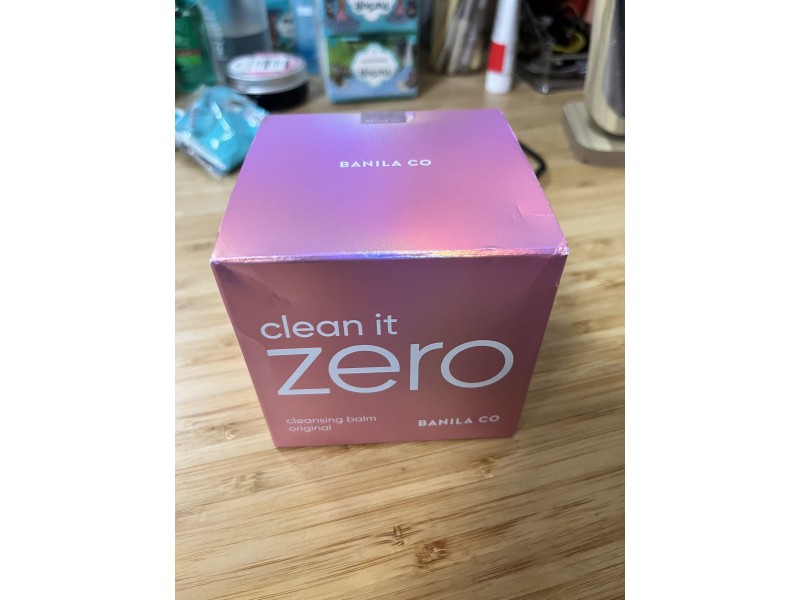 BANILA CO
clean it
zero
cleansing balm
original
BANILA CO